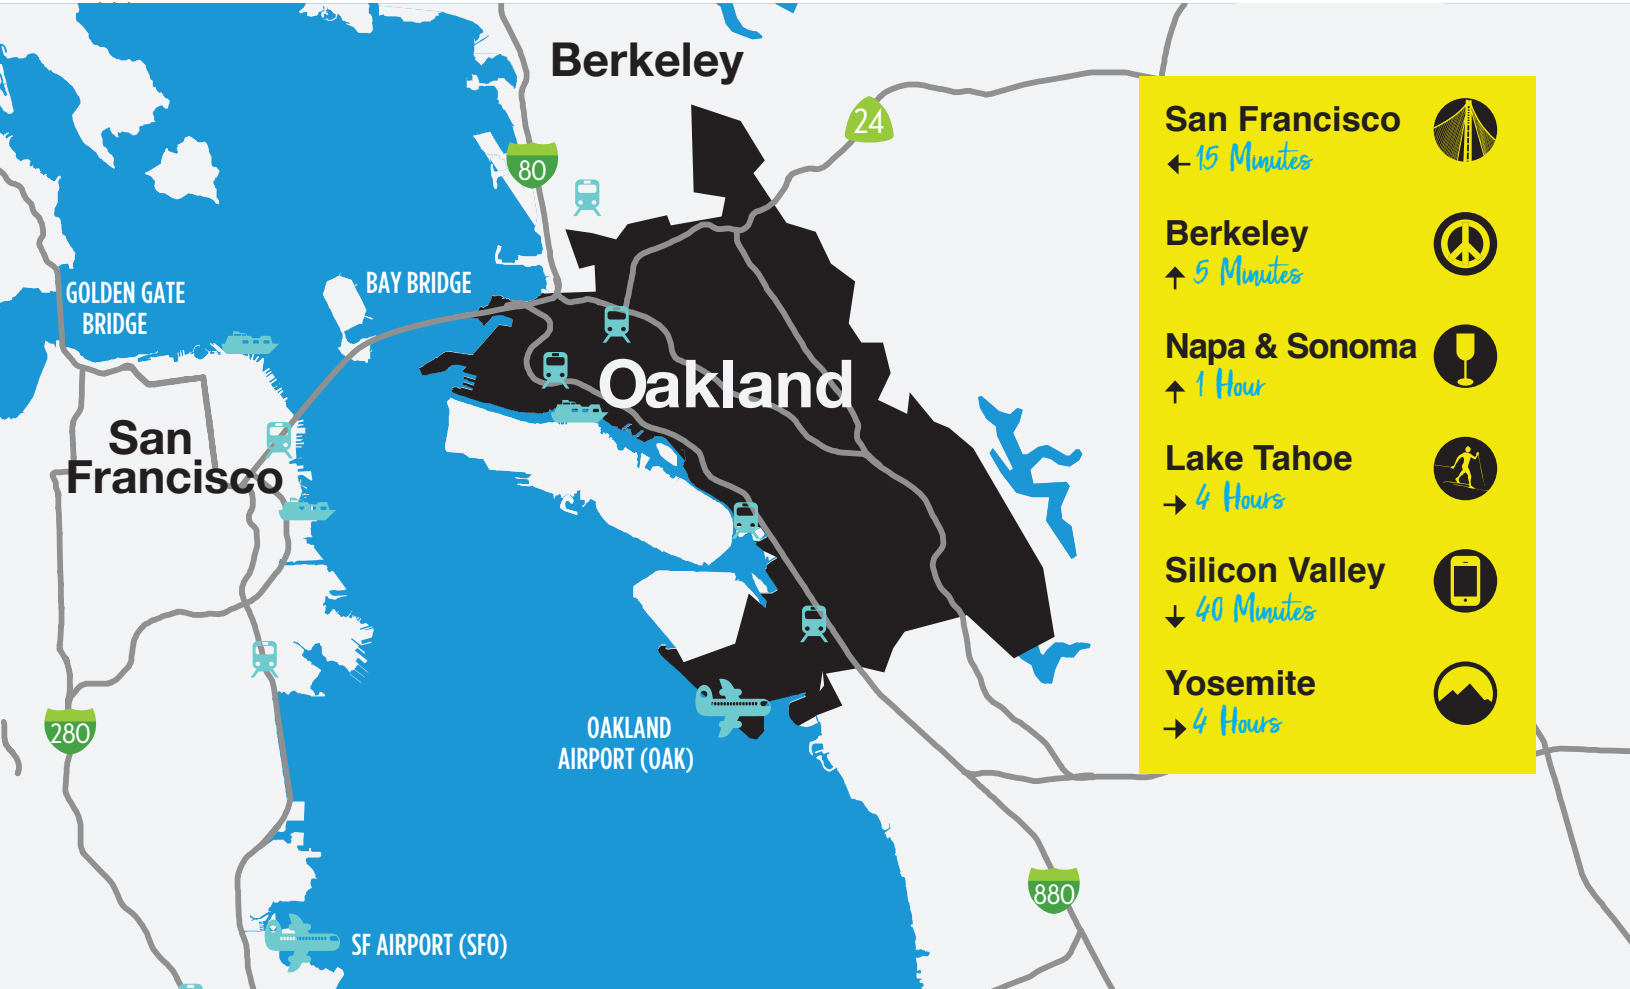 Berkeley
24
80
GOLDEN GATE
BRIDGE
BAY BRIDGE
Oakland
San
Francisco
280
OAKLAND
AIRPORT (OAK)
880
SF AIRPORT (SFO)
San Francisco
15 Minutes
Berkeley
5 Minutes
Napa & Sonoma
1 Hour
Lake Tahoe
4 Hours
Silicon Valley
40 Minutes
Yosemite
4 Hours